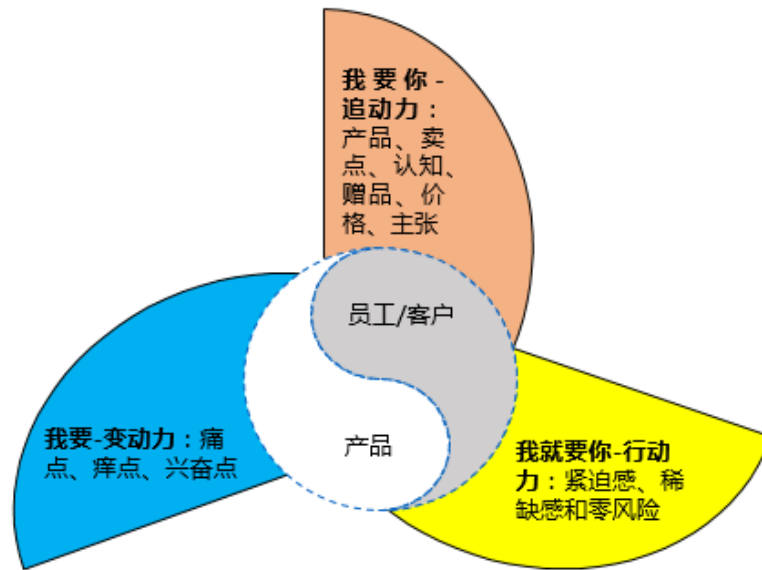 我 要 你 -
追动力：
产品、卖
点、认知、
赠品、价
格、主张
员工/客户
产品
我要-变动力：痛
点、痒点、兴奋点
我就要你-行动
力：紧迫感、稀
缺感和零风险